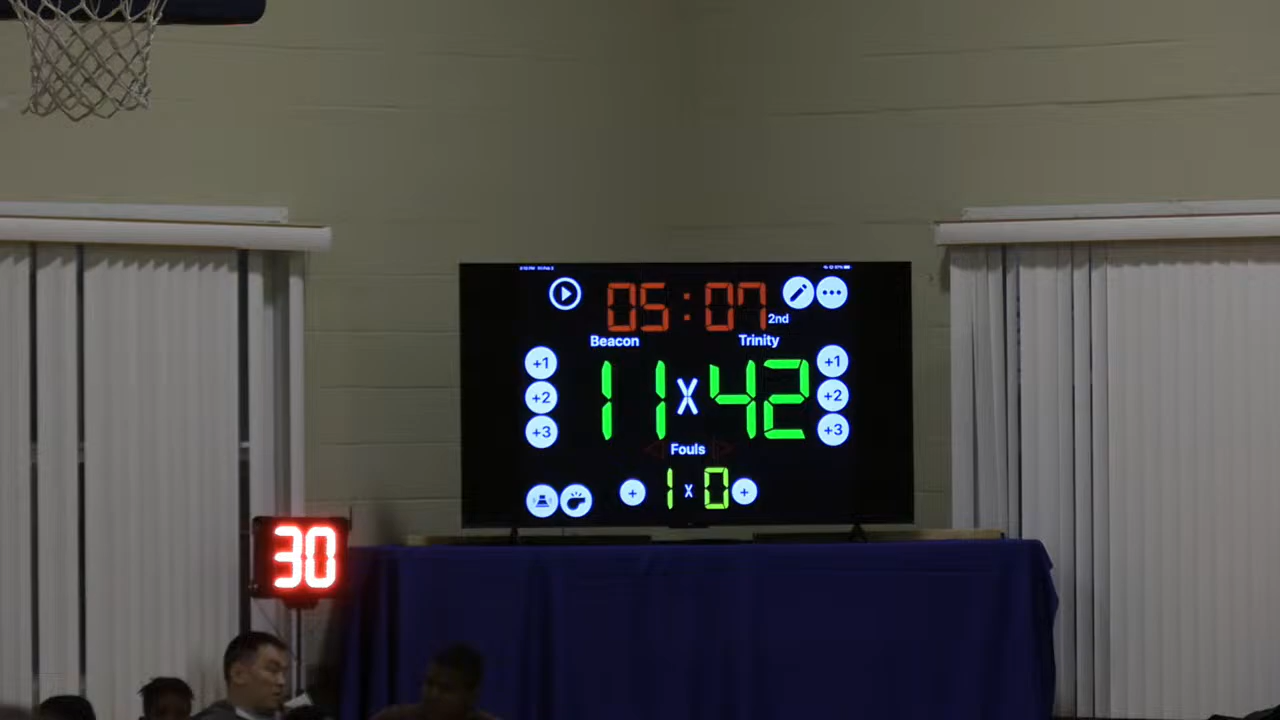 05:07
2nd
Beacon Trinity
+1 +1
11 X 42
+2 +2
+3 +3
Fouls
+ 1 X 0 +
30